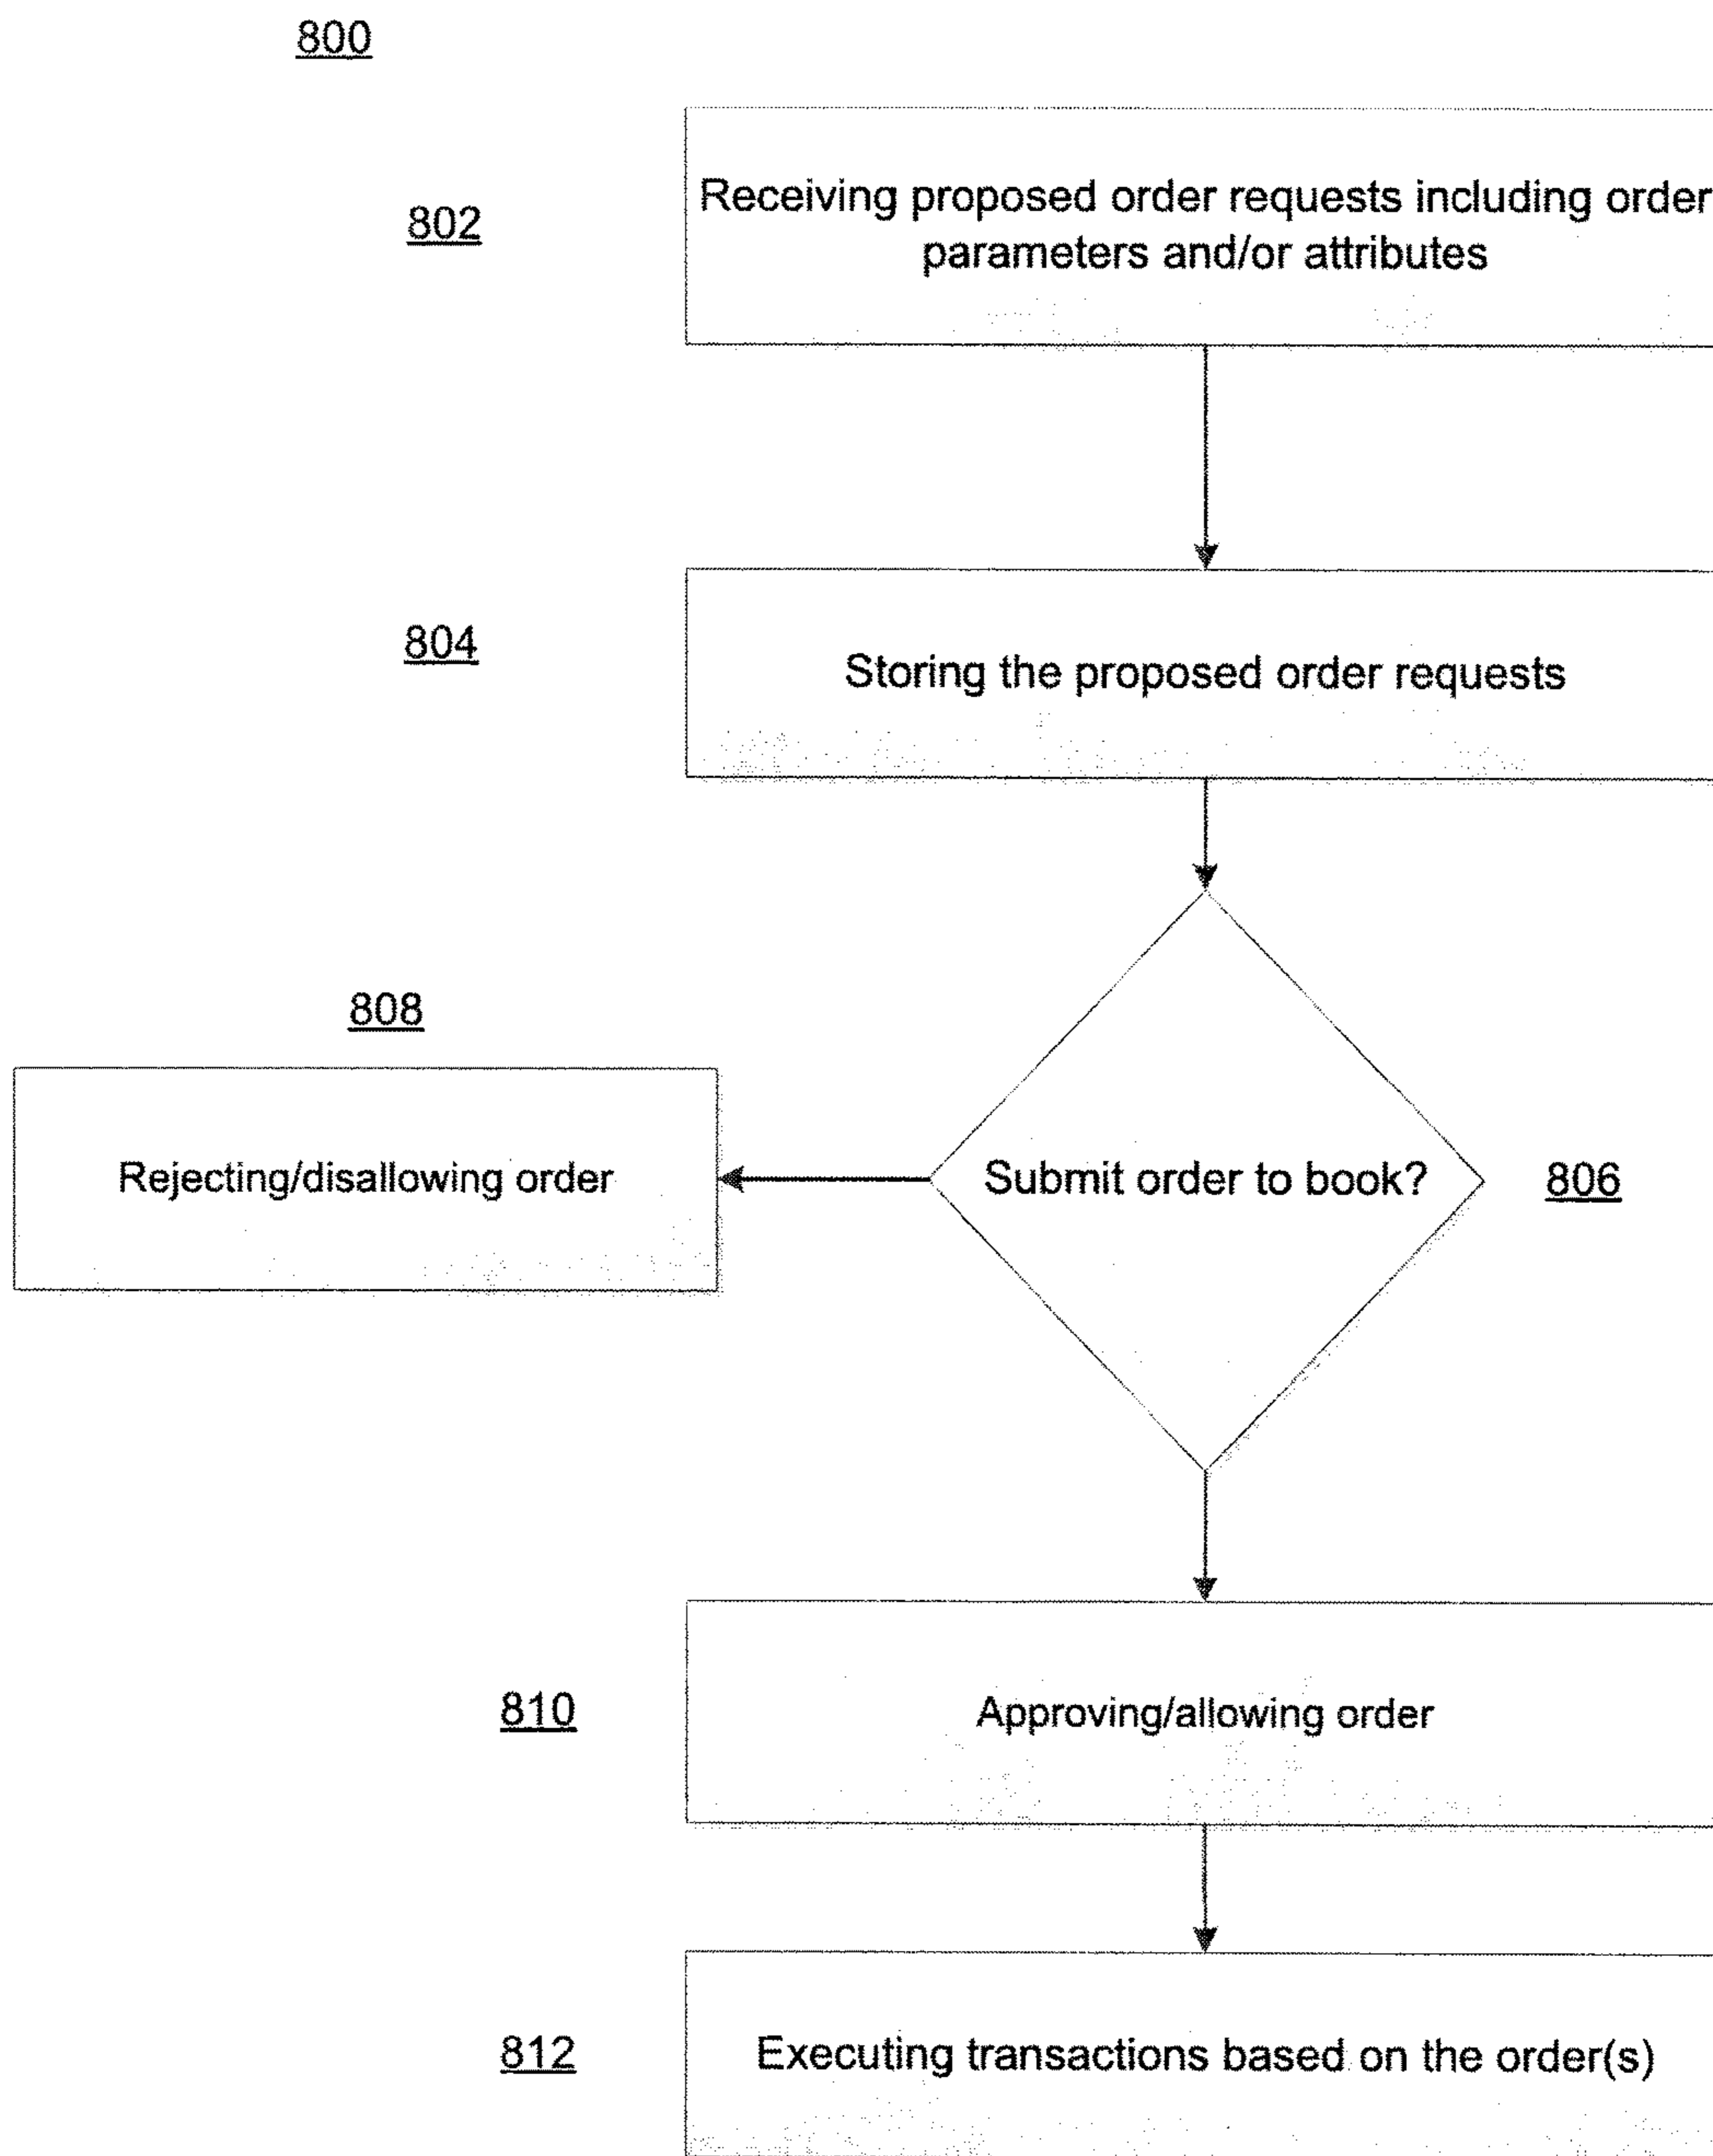 800
802
Receiving proposed order requests including order
parameters and/or attributes
804
Storing the proposed order requests
808
Rejecting/disallowing order
Submit order to book?
806
810
Approving/allowing order
812
Executing transactions based on the order(s)